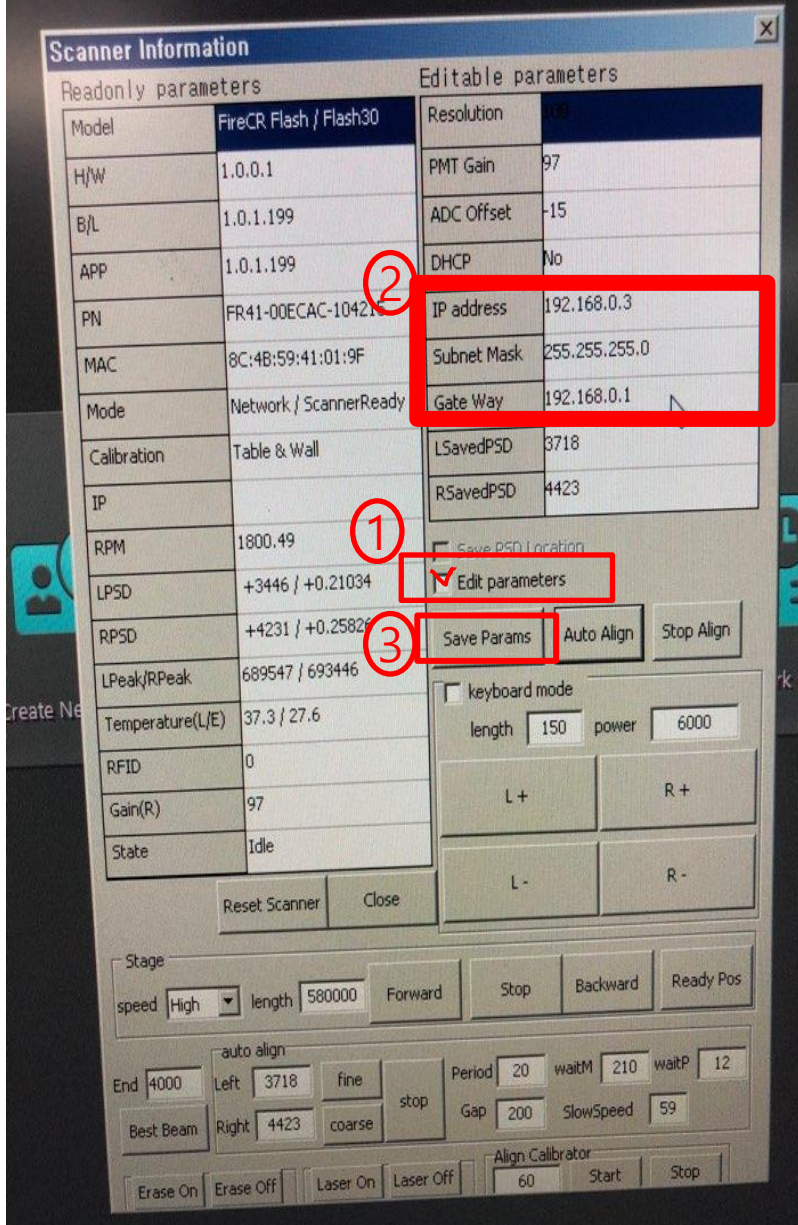 Scanner Information
Readonly parameters
Model FireCR Flash / Flash30
H/W 1.0.0.1
B/L 1.0.1.199
APP 1.0.1.199
PN FR41-00ECAC-104215
MAC 8C:4B:59:41:01:9F
Mode Network / ScannerReady
Calibration Table & Wall
IP
RPM 1800.49
LPSD +3446 / +0.21034
RPSD +4231 / +0.25826
LPeak/RPeak 689547 / 693446
Temperature(L/E) 37.3 / 27.6
RFID 0
Gain(R) 97
State Idle
Reset Scanner Close
Editable parameters
Resolution
PMT Gain 97
ADC Offset -15
DHCP No
②
IP address 192.168.0.3
Subnet Mask 255.255.255.0
Gate Way 192.168.0.1
LSavedPSD 3718
RSavedPSD 4423
Save PSD Location
①
Edit parameters
③
Save Params Auto Align Stop Align
keyboard mode
length 150 power 6000
L + R +
L - R -
Stage
speed High length 580000 Forward Stop Backward Ready Pos
auto align
End 4000 Left 3718 fine stop Period 20 waitM 210 waitP 12
Best Beam Right 4423 coarse Gap 200 SlowSpeed 59
Align Calibrator
Erase On Erase Off Laser On Laser Off 60 Start Stop
Create Ne
rk